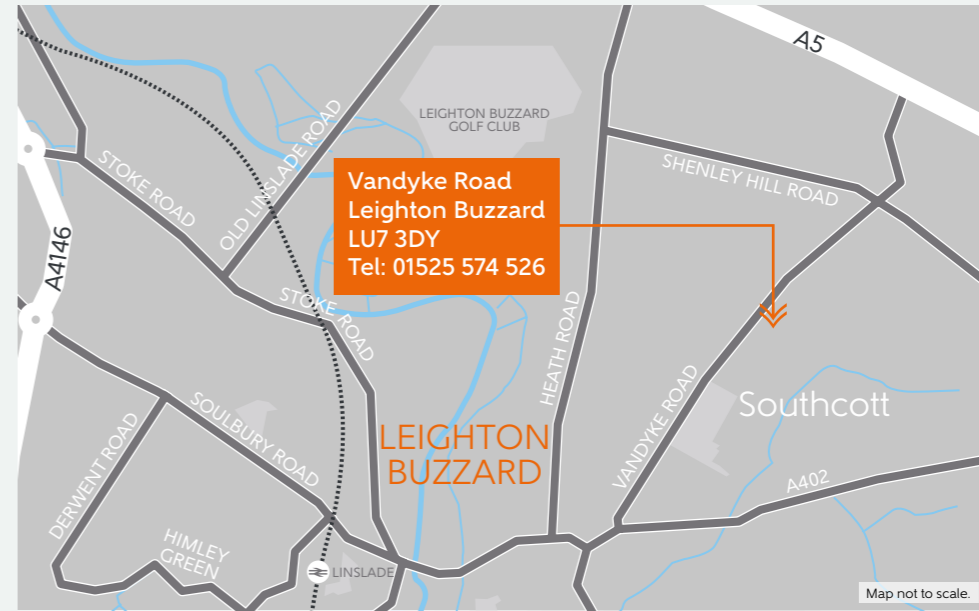 A5
LEIGHTON BUZZARD
GOLF CLUB
STOKE ROAD
OLD LINSLADE ROAD
SHENLEY HILL ROAD
Vandyke Road
Leighton Buzzard
LU7 3DY
Tel: 01525 574 526
A4146
STOKE ROAD
HEATH ROAD
VANDYKE ROAD
Southcott
SOULBURY ROAD
LEIGHTON
BUZZARD
DERWENT ROAD
A402
HIMLEY
GREEN
LINSLADE
Map not to scale.